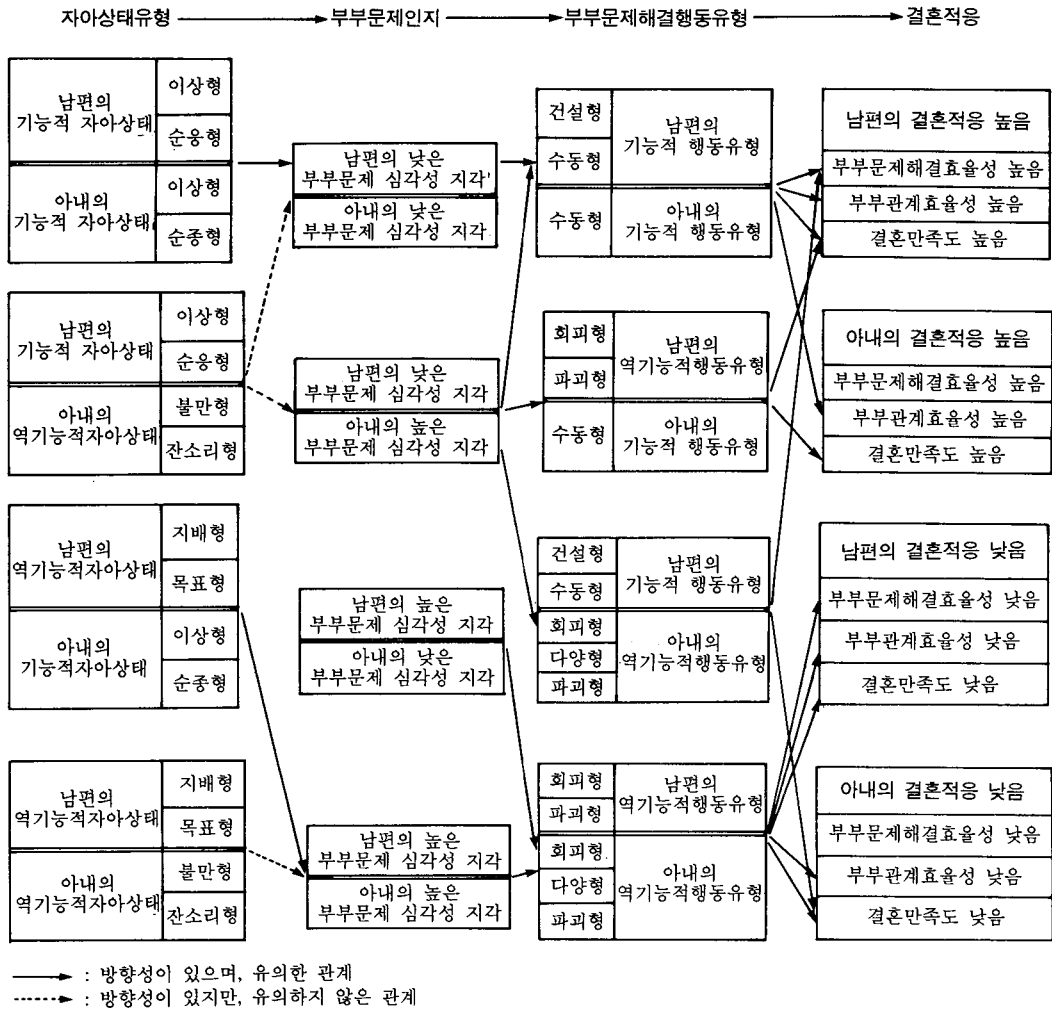 자아상태유형
부부문제인지
부부문제해결행동유형
결혼적응
남편의
기능적 자아상태
이상형
순응형
아내의
기능적 자아상태
이상형
순종형
남편의
기능적 자아상태
이상형
순응형
아내의
역기능적자아상태
불만형
잔소리형
남편의
역기능적자아상태
지배형
목표형
아내의
기능적자아상태
이상형
순종형
남편의
역기능적자아상태
지배형
목표형
아내의
역기능적자아상태
불만형
잔소리형
남편의 낮은
부부문제 심각성 지각
아내의 낮은
부부문제 심각성 지각
남편의 낮은
부부문제 심각성 지각
아내의 높은
부부문제 심각성 지각
남편의 높은
부부문제 심각성 지각
아내의 낮은
부부문제 심각성 지각
남편의 높은
부부문제 심각성 지각
아내의 높은
부부문제 심각성 지각
건설형
수동형
남편의
기능적 행동유형
수동형
아내의
기능적 행동유형
회피형
파괴형
남편의
역기능적행동유형
수동형
아내의
기능적 행동유형
건설형
수동형
남편의
기능적 행동유형
회피형
다양형
파괴형
아내의
역기능적행동유형
회피형
파괴형
남편의
역기능적행동유형
회피형
다양형
파괴형
아내의
역기능적행동유형
남편의 결혼적응 높음
부부문제해결효율성 높음
부부관계효율성 높음
결혼만족도 높음
아내의 결혼적응 높음
부부문제해결효율성 높음
부부관계효율성 높음
결혼만족도 높음
남편의 결혼적응 낮음
부부문제해결효율성 낮음
부부관계효율성 낮음
결혼만족도 낮음
아내의 결혼적응 낮음
부부문제해결효율성 낮음
부부관계효율성 낮음
결혼만족도 낮음
: 방향성이 있으며, 유의한 관계
: 방향성이 있지만, 유의하지 않은 관계